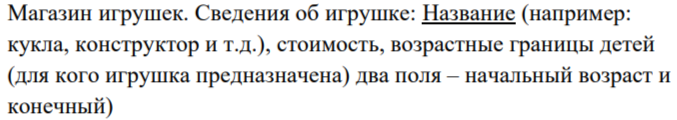 Магазин игрушек. Сведения об игрушке: Название (например:
кукла, конструктор и т.д.), стоимость, возрастные границы детей
(для кого игрушка предназначена) два поля – начальный возраст и
конечный)